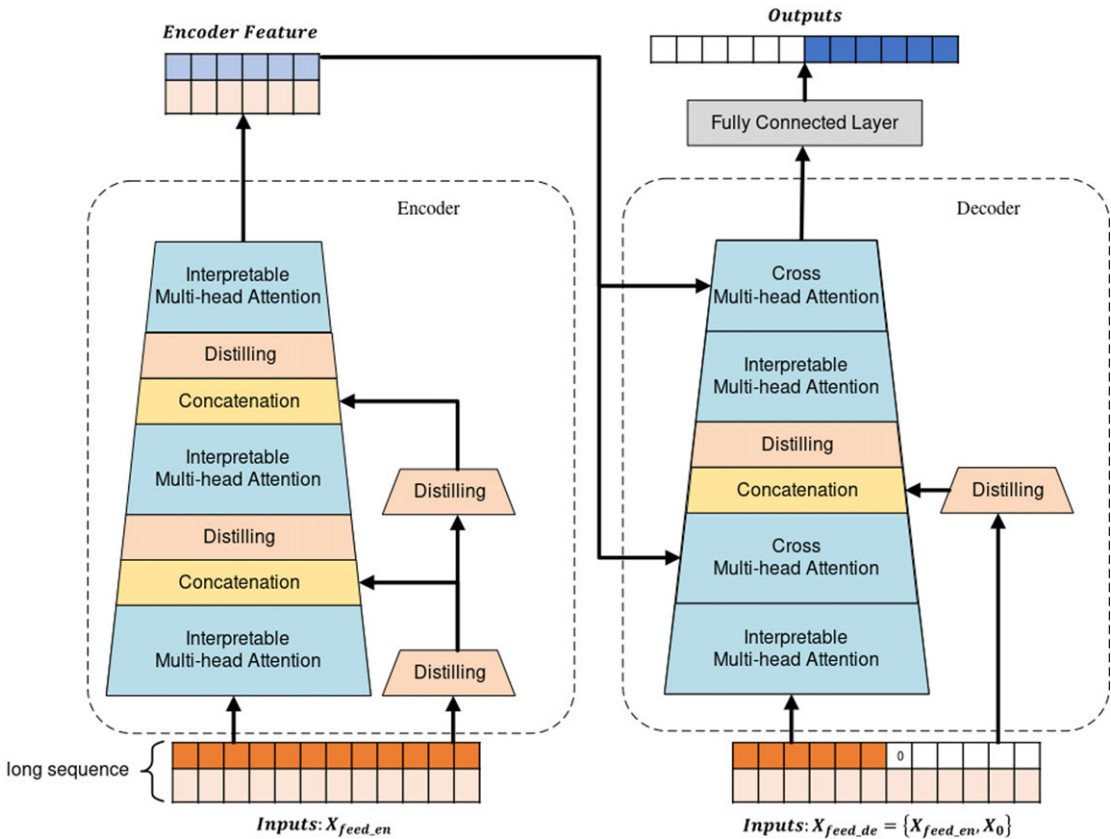 Encoder Feature
Outputs
Fully Connected Layer
Encoder
Interpretable
Multi-head Attention
Distilling
Concatenation
Interpretable
Multi-head Attention
Distilling
Distilling
Concatenation
Interpretable
Multi-head Attention
Distilling
long sequence
Inputs: X_feed_en
Decoder
Cross
Multi-head Attention
Interpretable
Multi-head Attention
Distilling
Concatenation
Distilling
Cross
Multi-head Attention
Interpretable
Multi-head Attention
0
Inputs: X_feed_de = {X_feed_en, X_0}